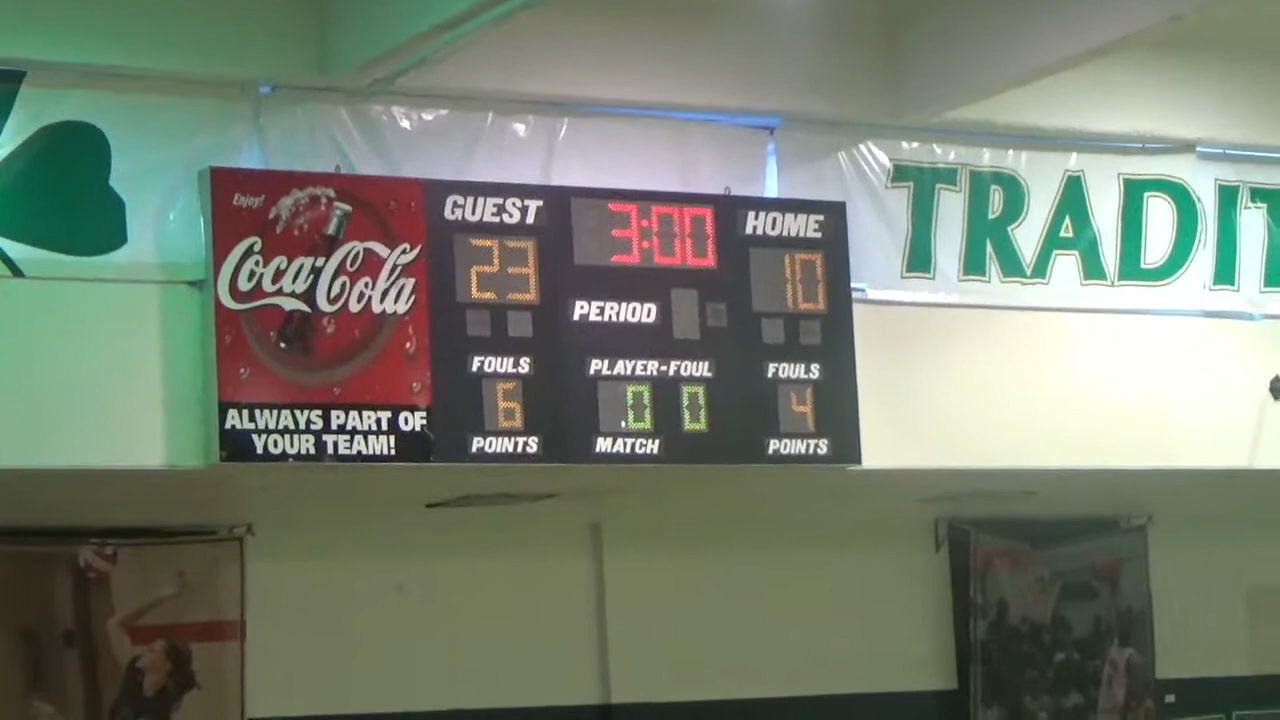 Enjoy!
Coca-Cola
ALWAYS PART OF
YOUR TEAM!
GUEST
23
FOULS
6
POINTS
3:00
PERIOD
PLAYER-FOUL
0 0
MATCH
HOME
10
FOULS
4
POINTS
TRADIT